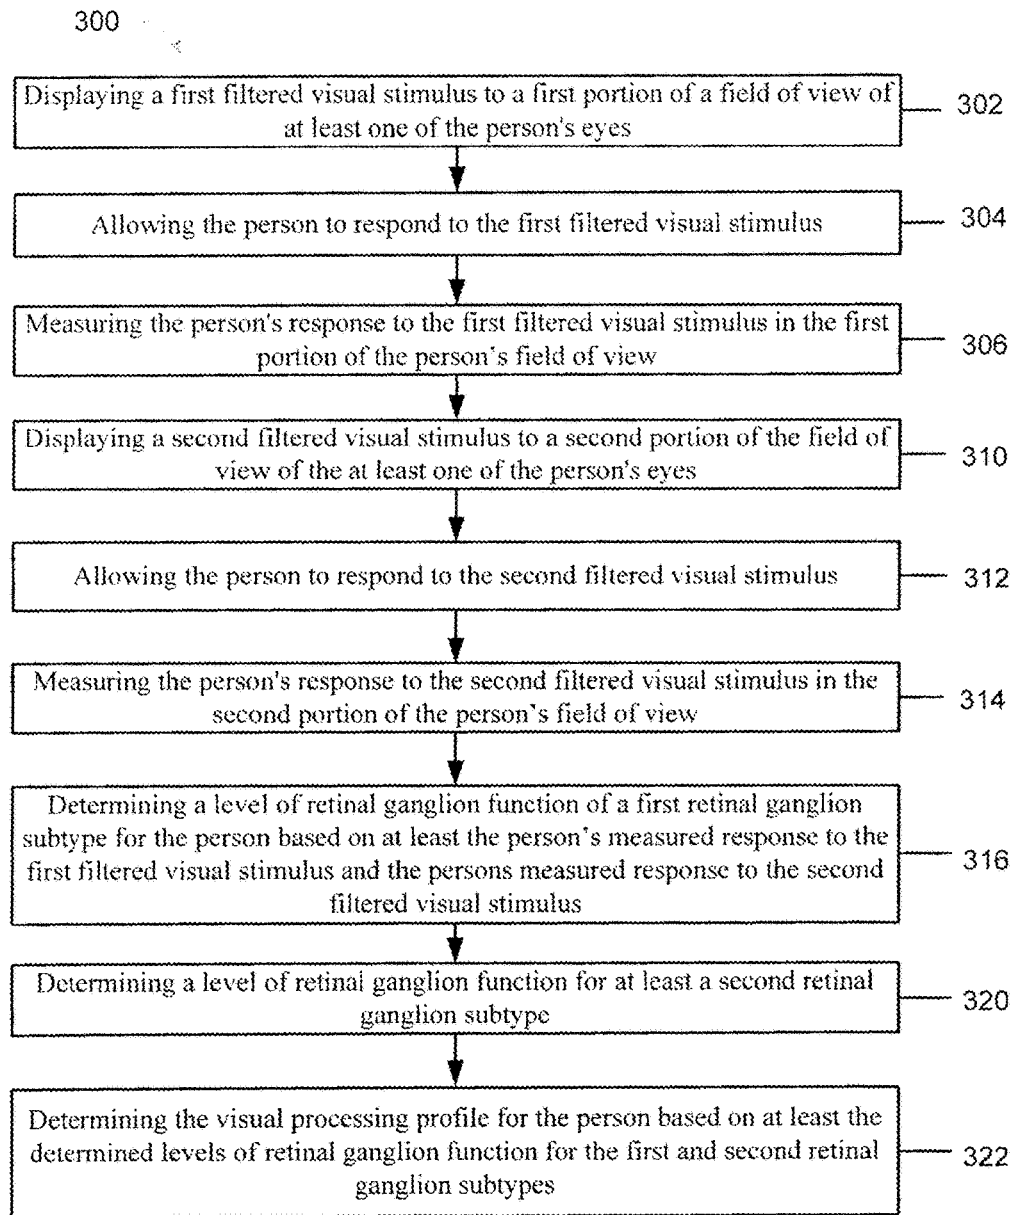 300
Displaying a first filtered visual stimulus to a first portion of a field of view of
at least one of the person's eyes
302
Allowing the person to respond to the first filtered visual stimulus
304
Measuring the person's response to the first filtered visual stimulus in the first
portion of the person's field of view
306
Displaying a second filtered visual stimulus to a second portion of the field of
view of the at least one of the person's eyes
310
Allowing the person to respond to the second filtered visual stimulus
312
Measuring the person's response to the second filtered visual stimulus in the
second portion of the person's field of view
314
Determining a level of retinal ganglion function of a first retinal ganglion
subtype for the person based on at least the person's measured response to the
first filtered visual stimulus and the persons measured response to the second
filtered visual stimulus
316
Determining a level of retinal ganglion function for at least a second retinal
ganglion subtype
320
Determining the visual processing profile for the person based on at least the
determined levels of retinal ganglion function for the first and second retinal
ganglion subtypes
322